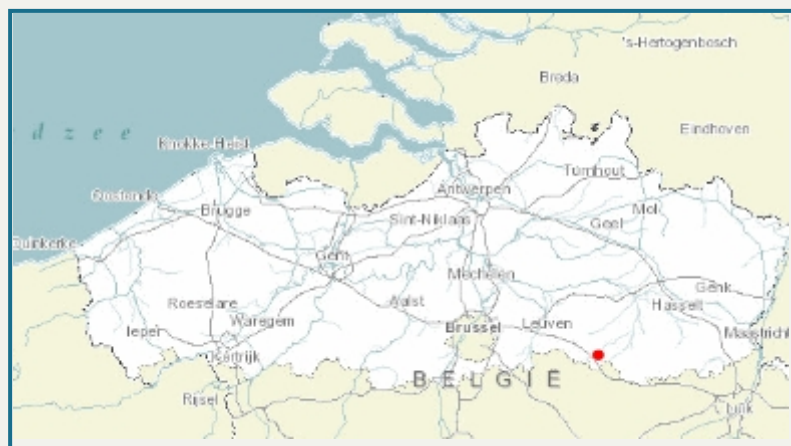 's-Hertogenbosch
Breda
Eindhoven
d z e e
Knokke-Heist
Turnhout
Antwerpen
Oostende
Mol
Brugge
Sint-Niklaas
Geel
Duinkerke
Gent
Mechelen
Genk
Roeselare
Aalst
Hasselt
Waregem
Ieper
Brussel
Leuven
Maastricht
Kortrijk
BELGIË
Rijsel
Luik